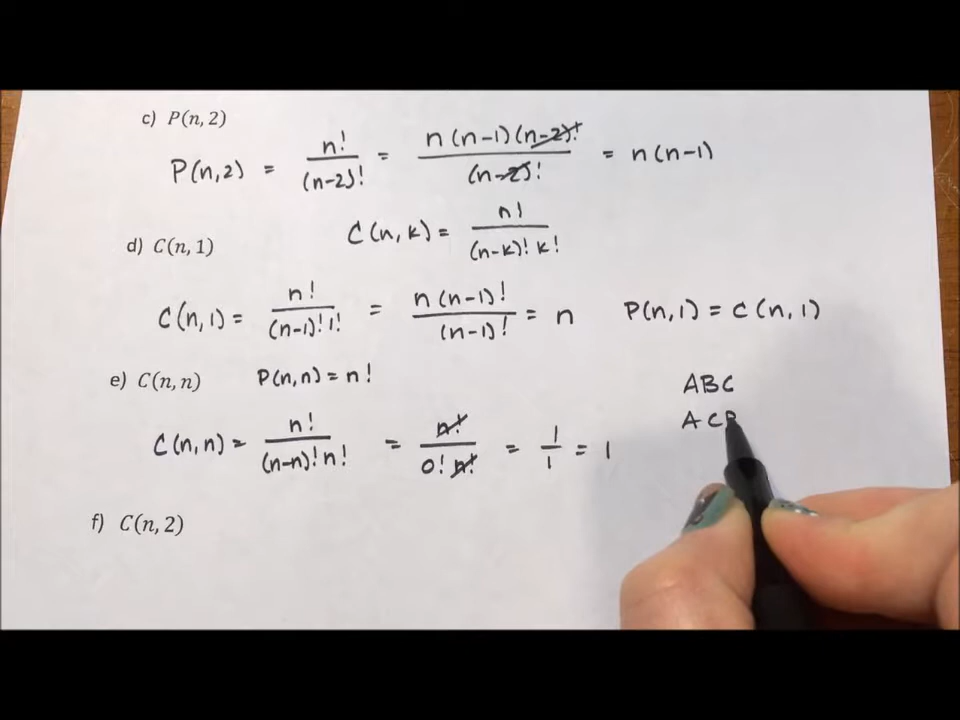 c) P(n, 2)
P(n,2) = n!/(n-2)! = n(n-1)(n-2)!/(n-2)! = n(n-1)
C(n,k) = n!/(n-k)! k!
d) C(n, 1)
C(n,1) = n!/(n-1)! 1! = n(n-1)!/(n-1)! = n P(n,1) = C(n,1)
e) C(n, n) P(n,n) = n!
ABC
ACB
C(n,n) = n!/(n-n)! n! = n!/0! n! = 1/1 = 1
f) C(n, 2)